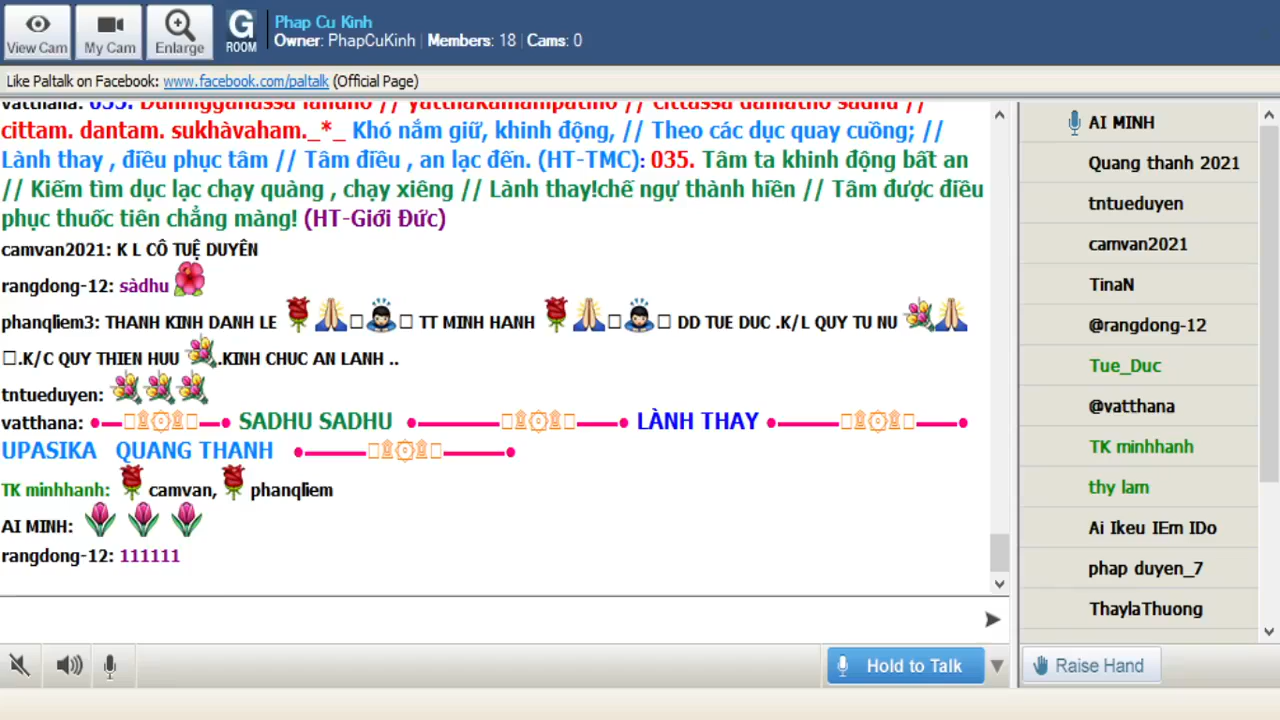 View Cam
My Cam
Enlarge
G
ROOM
Phap Cu Kinh
Owner: PhapCuKinh | Members: 18 | Cams: 0
Like Paltalk on Facebook: www.facebook.com/paltalk (Official Page)
vatthana: 035. Dunniggahassa lahuno // yatthakāmanipātino // cittassa damatho sādhu //
cittam. dantam. sukhàvaham._*_ Khó nắm giữ, khinh động, // Theo các dục quay cuồng; //
Lành thay , điều phục tâm // Tâm điều , an lạc đến. (HT-TMC): 035. Tâm ta khinh động bất an
// Kiếm tìm dục lạc chạy quàng , chạy xiêng // Lành thay!chế ngự thành hiền // Tâm được điều
phục thuốc tiên chẳng màng! (HT-Giới Đức)
camvan2021: K L CÔ TUỆ DUYÊN
rangdong-12: sàdhu
phanqliem3: THANH KINH DANH LE TT MINH HANH DD TUE DUC .K/L QUY TU NU
.K/C QUY THIEN HUU .KINH CHUC AN LANH ..
tntueduyen:
vatthana: SADHU SADHU LÀNH THAY
UPASIKA QUANG THANH
TK minhhanh: camvan, phanqliem
AI MINH:
rangdong-12: 111111
Hold to Talk
AI MINH
Quang thanh 2021
tntueduyen
camvan2021
TinaN
@rangdong-12
Tue_Duc
@vatthana
TK minhhanh
thy lam
Ai Ikeu IEm IDo
phap duyen_7
ThaylaThuong
Raise Hand